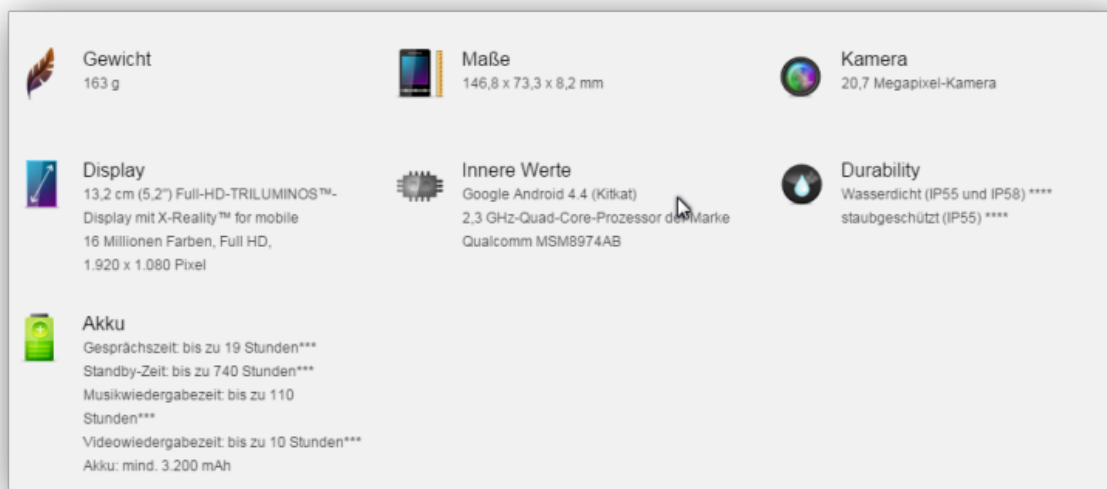 Gewicht
163 g
Maße
146,8 x 73,3 x 8,2 mm
Kamera
20,7 Megapixel-Kamera
Display
13,2 cm (5,2") Full-HD-TRILUMINOS™-
Display mit X-Reality™ for mobile
16 Millionen Farben, Full HD,
1.920 x 1.080 Pixel
Innere Werte
Google Android 4.4 (Kitkat)
2,3 GHz-Quad-Core-Prozessor der Marke
Qualcomm MSM8974AB
Durability
Wasserdicht (IP55 und IP58) ****
staubgeschützt (IP55) ****
Akku
Gesprächszeit: bis zu 19 Stunden***
Standby-Zeit: bis zu 740 Stunden***
Musikwiedergabezeit: bis zu 110
Stunden***
Videowiedergabezeit: bis zu 10 Stunden***
Akku: mind. 3.200 mAh